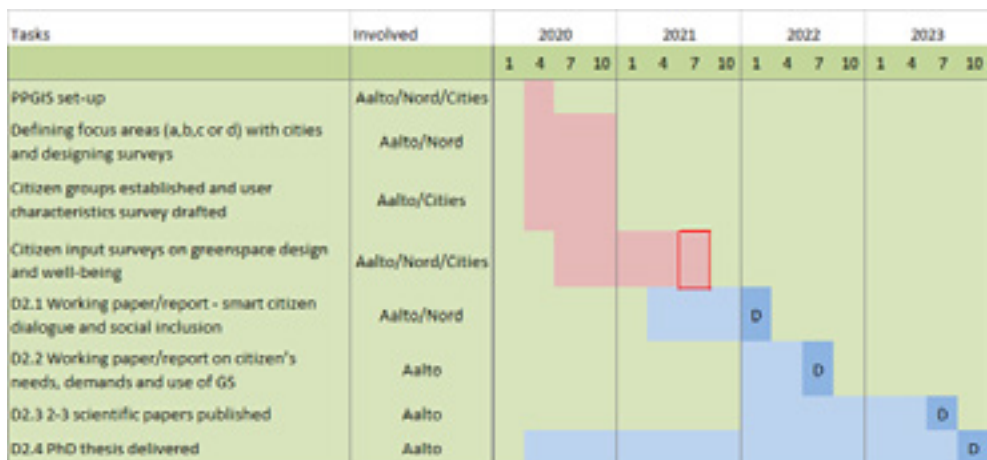 Tasks Involved 2020 2021 2022 2023
1 4 7 10 1 4 7 10 1 4 7 10 1 4 7 10
PPGIS set-up Aalto/Nord/Cities
Defining focus areas (a,b,c or d) with cities
and designing surveys Aalto/Nord
Citizen groups established and user
characteristics survey drafted Aalto/Cities
Citizen input surveys on greenspace design
and well-being Aalto/Nord/Cities
D2.1 Working paper/report - smart citizen
dialogue and social inclusion Aalto/Nord D
D2.2 Working paper/report on citizen's
needs, demands and use of GS Aalto D
D2.3 2-3 scientific papers published Aalto D
D2.4 PhD thesis delivered Aalto D